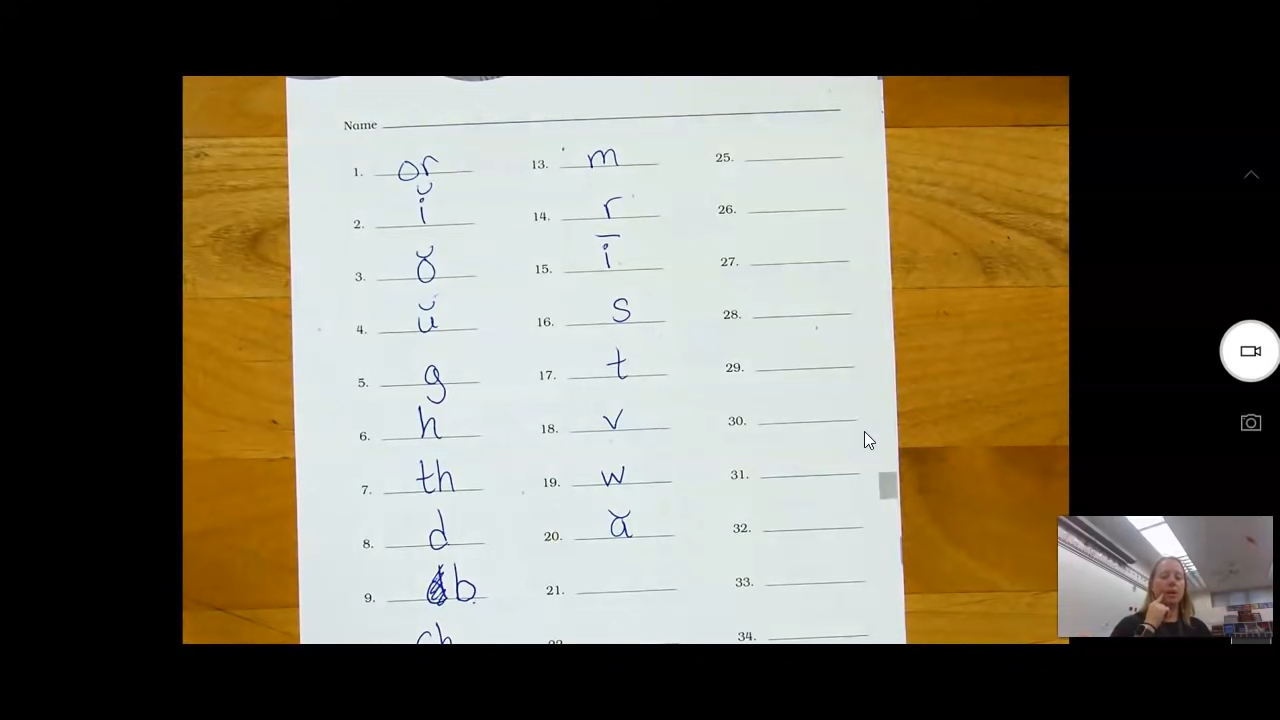 Name
1. or
2. ĭ
3. ŏ
4. ŭ
5. g
6. h
7. th
8. d
9. b
ch
13. m
14. r
15. ī
16. s
17. t
18. v
19. w
20. ă
21.
25.
26.
27.
28.
29.
30.
31.
32.
33.
34.